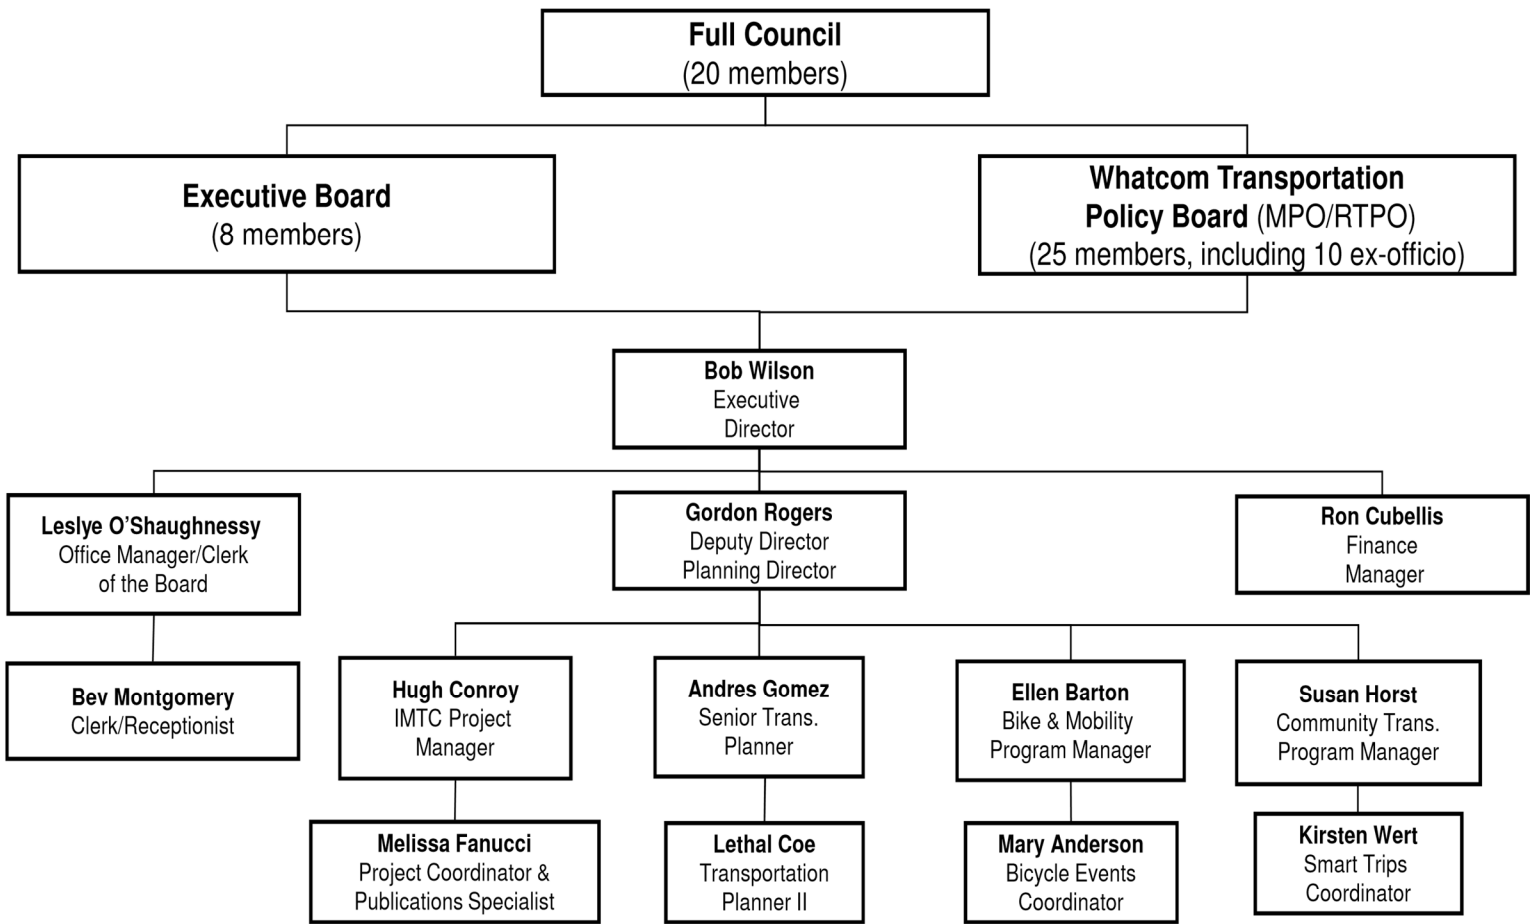 Full Council
(20 members)
Executive Board
(8 members)
Whatcom Transportation
Policy Board (MPO/RTPO)
(25 members, including 10 ex-officio)
Bob Wilson
Executive
Director
Leslye O’Shaughnessy
Office Manager/Clerk
of the Board
Gordon Rogers
Deputy Director
Planning Director
Ron Cubellis
Finance
Manager
Bev Montgomery
Clerk/Receptionist
Hugh Conroy
IMTC Project
Manager
Andres Gomez
Senior Trans.
Planner
Ellen Barton
Bike & Mobility
Program Manager
Susan Horst
Community Trans.
Program Manager
Melissa Fanucci
Project Coordinator &
Publications Specialist
Lethal Coe
Transportation
Planner II
Mary Anderson
Bicycle Events
Coordinator
Kirsten Wert
Smart Trips
Coordinator